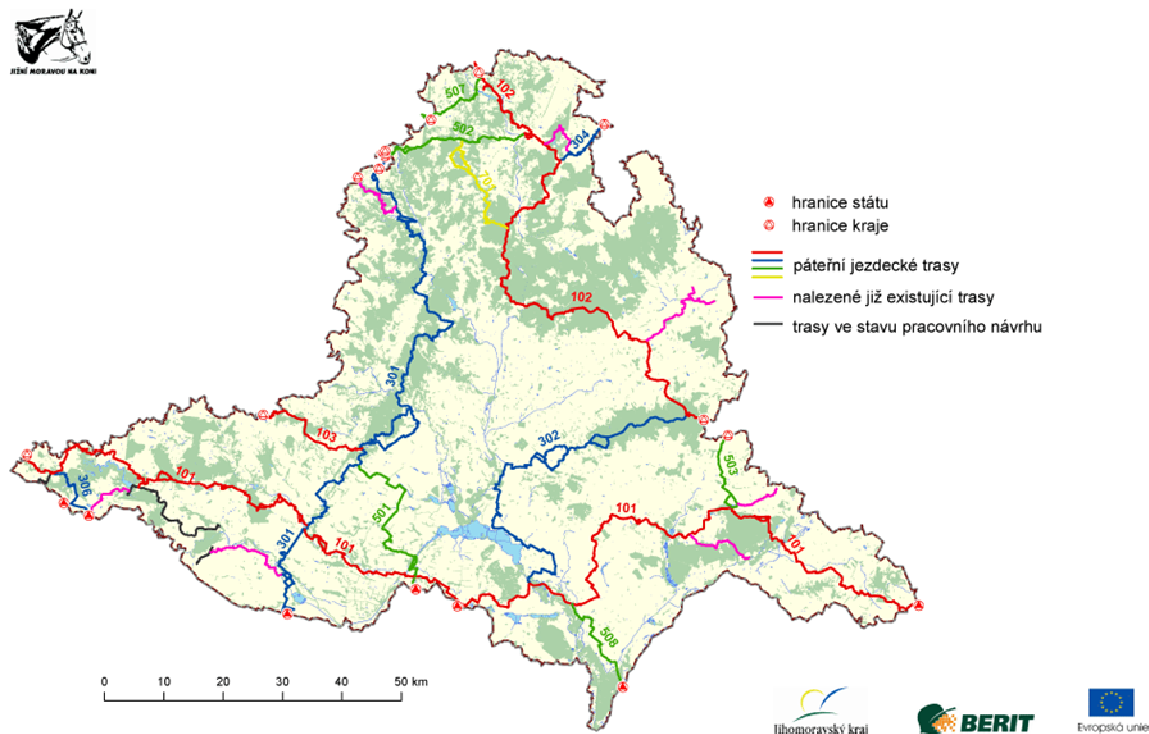 JIŽNÍ MORAVOU NA KONI
507
102
502
304
701
hranice státu
hranice kraje
páteřní jezdecké trasy
nalezené již existující trasy
trasy ve stavu pracovního návrhu
102
301
103
302
503
306
101
501
101
301
101
101
508
0 10 20 30 40 50 km
Jihomoravský kraj
BERIT
Evropská unie